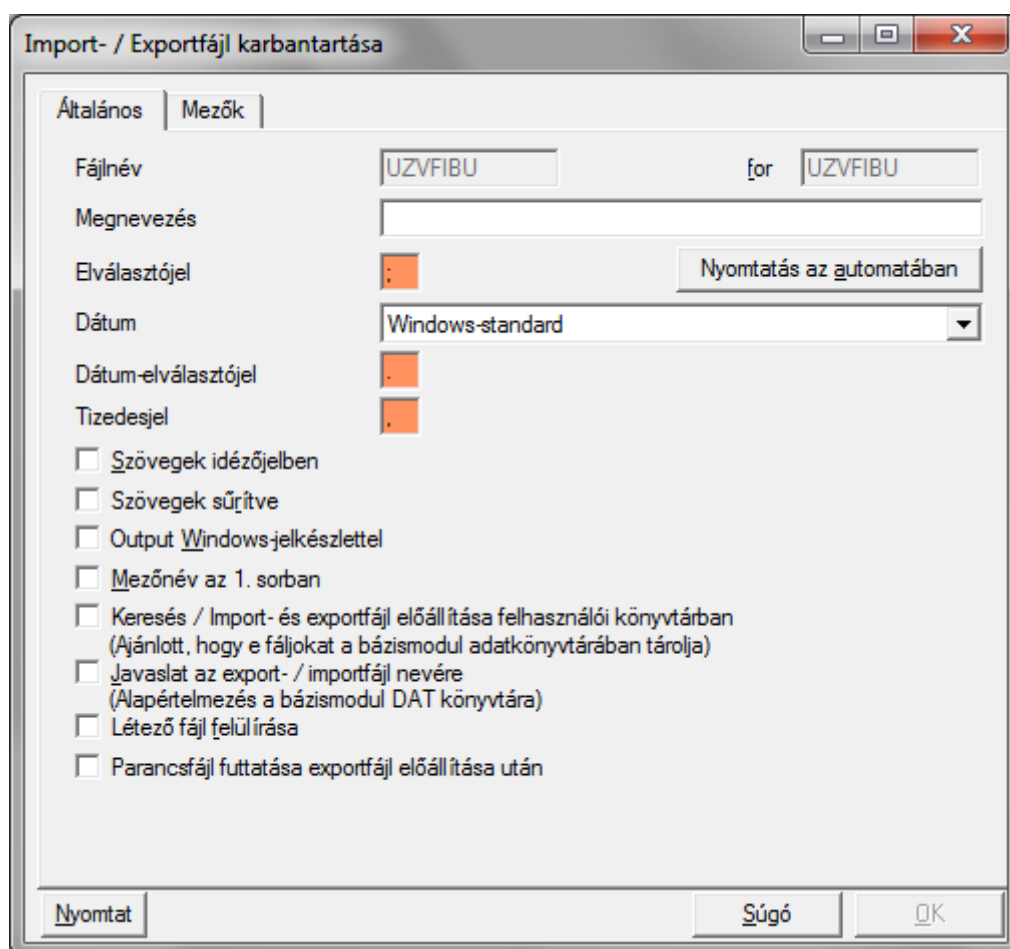 Import- / Exportfájl karbantartása
Általános Mezők
Fájlnév UZVFIBU for UZVFIBU
Megnevezés
Elválasztójel ; Nyomtatás az automatában
Dátum Windows-standard
Dátum-elválasztójel .
Tizedesjel ,
Szövegek idézőjelben
Szövegek sűrítve
Output Windows-jelkészlettel
Mezőnév az 1. sorban
Keresés / Import- és exportfájl előállítása felhasználói könyvtárban
(Ajánlott, hogy e fáljokat a bázismodul adatkönyvtárában tárolja)
Javaslat az export- / importfájl nevére
(Alapértelmezés a bázismodul DAT könyvtára)
Létező fájl felülírása
Parancsfájl futtatása exportfájl előállítása után
Nyomtat Súgó OK